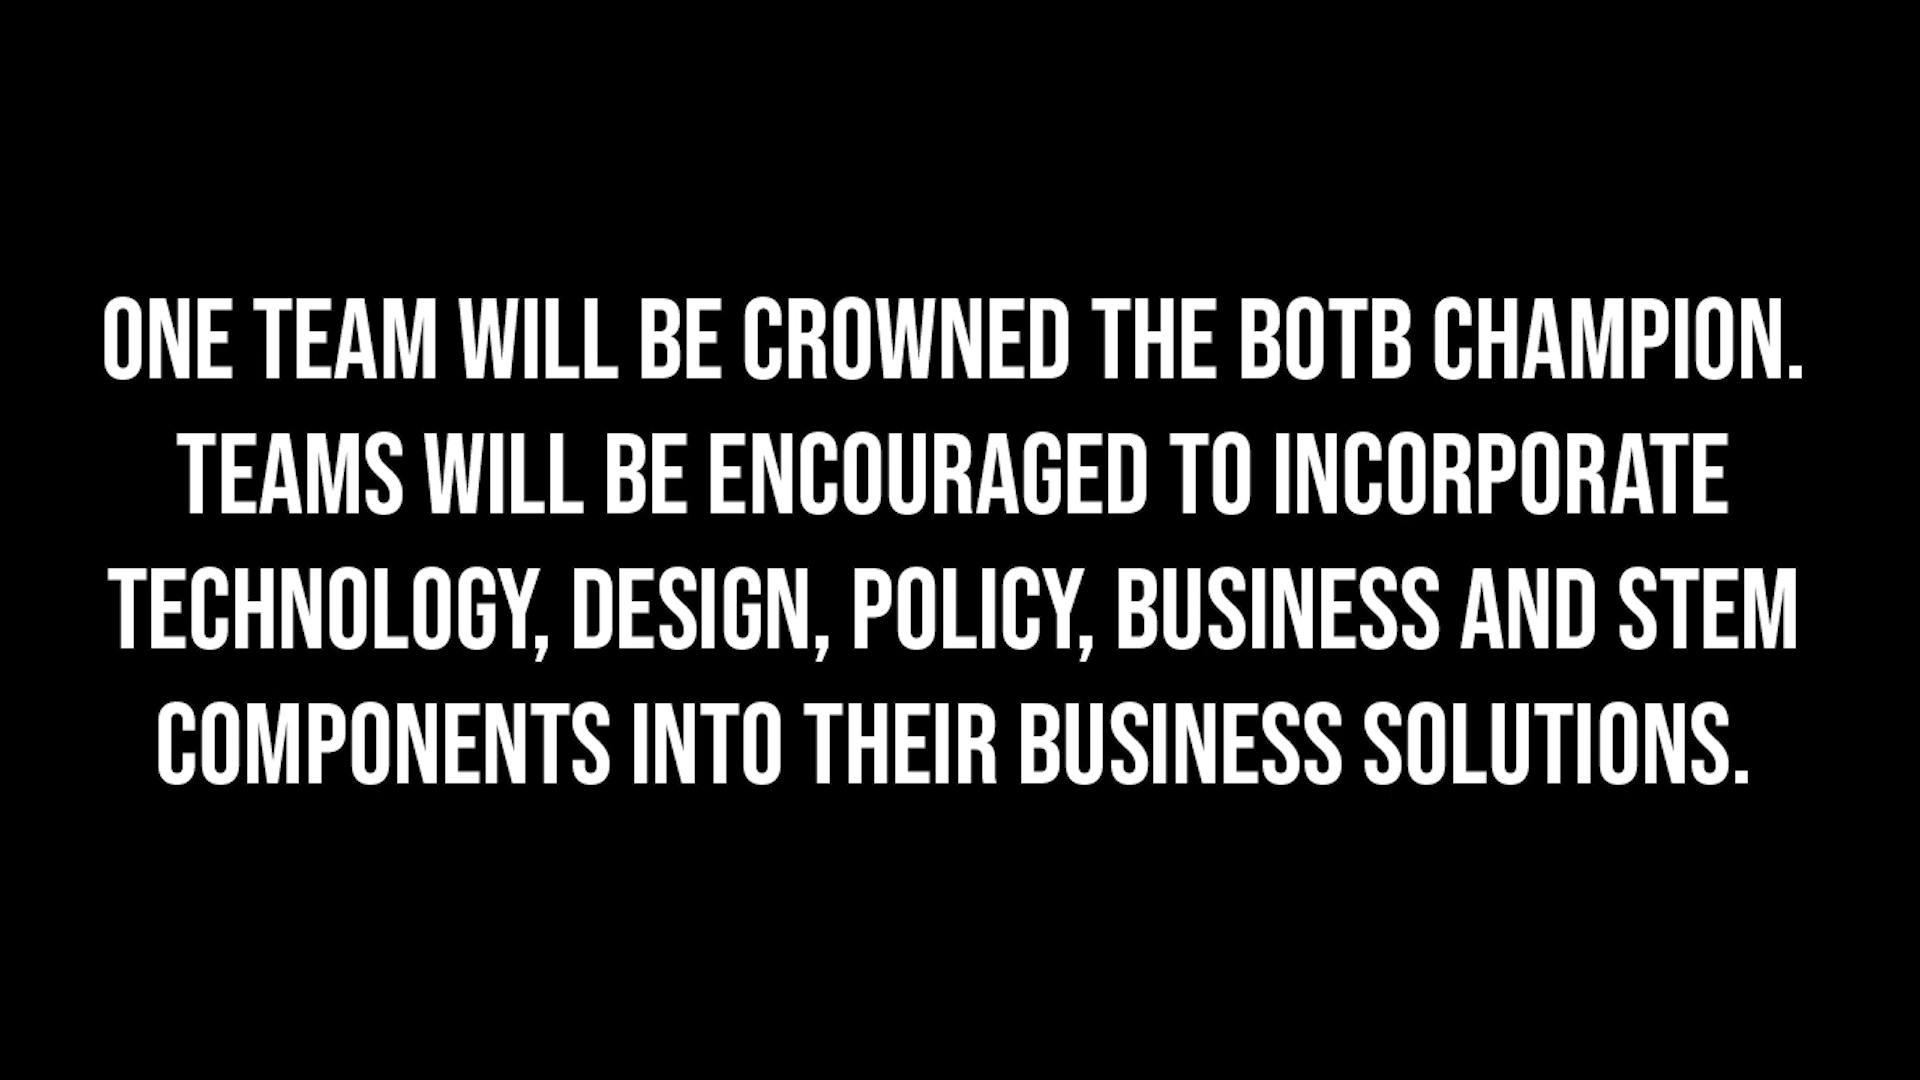 ONE TEAM WILL BE CROWNED THE BOTB CHAMPION.
TEAMS WILL BE ENCOURAGED TO INCORPORATE
TECHNOLOGY, DESIGN, POLICY, BUSINESS AND STEM
COMPONENTS INTO THEIR BUSINESS SOLUTIONS.